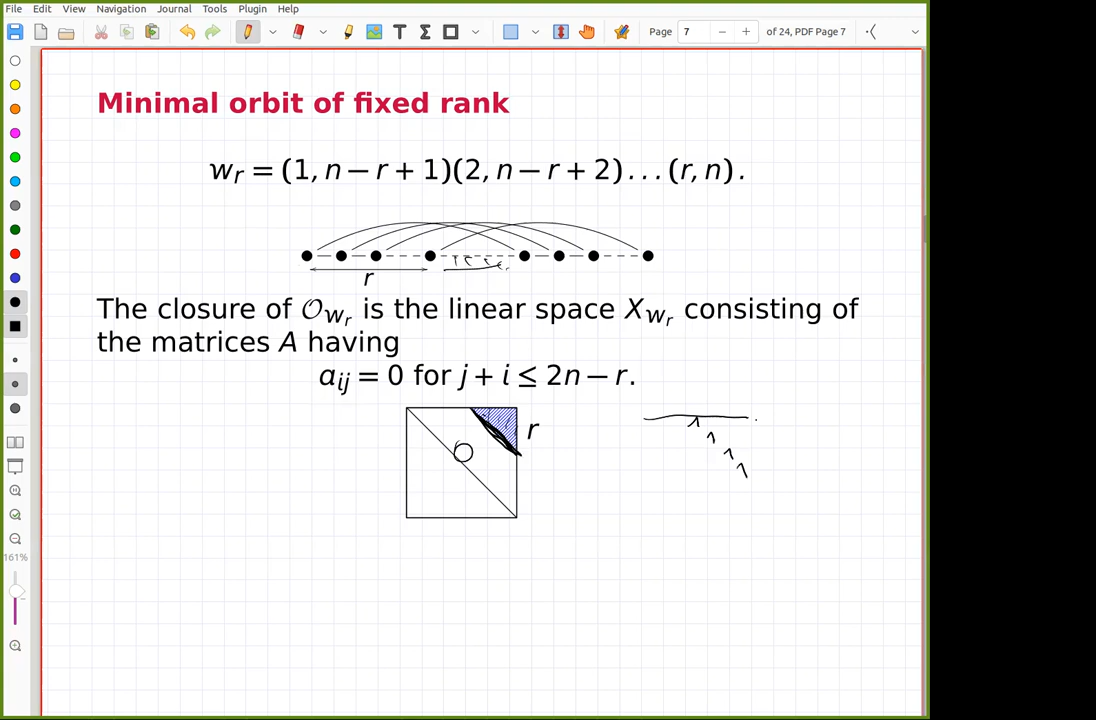 File Edit View Navigation Journal Tools Plugin Help
Page 7 of 24, PDF Page 7
Minimal orbit of fixed rank
w_r = (1, n − r + 1)(2, n − r + 2) . . . (r, n) .
r
The closure of 𝒪_{w_r} is the linear space X_{w_r} consisting of
the matrices A having
a_{ij} = 0 for j + i ≤ 2n − r.
r
0
161%